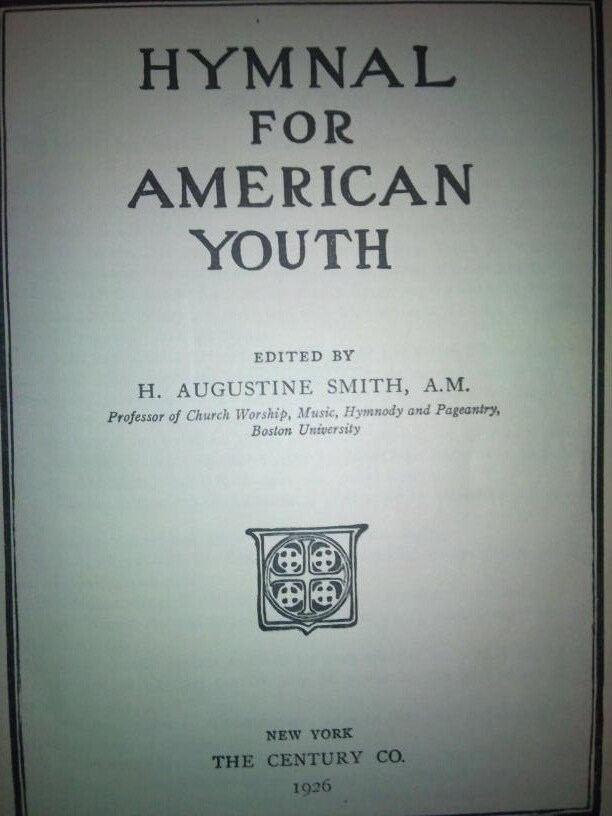 HYMNAL
FOR
AMERICAN
YOUTH
EDITED BY
H. AUGUSTINE SMITH, A.M.
Professor of Church Worship, Music, Hymnody and Pageantry,
Boston University
NEW YORK
THE CENTURY CO.
1926